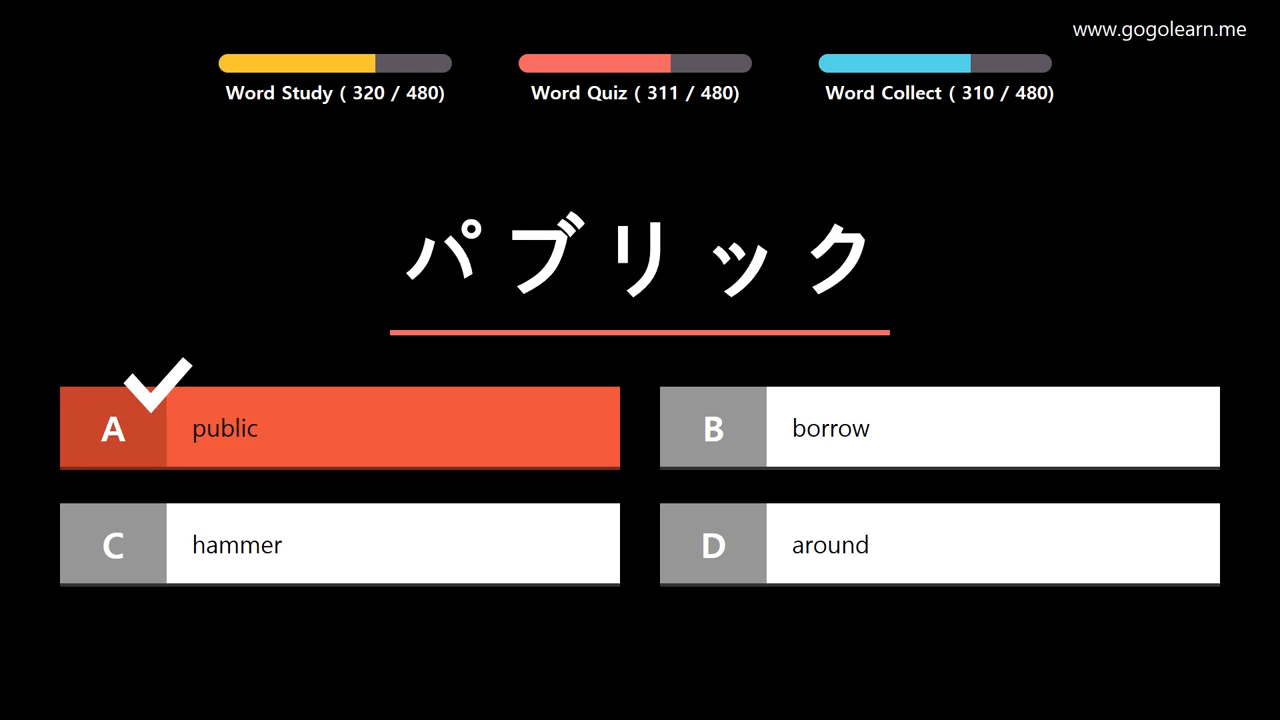 www.gogolearn.me
Word Study ( 320 / 480)
Word Quiz ( 311 / 480)
Word Collect ( 310 / 480)
パブリック
A public
B borrow
C hammer
D around